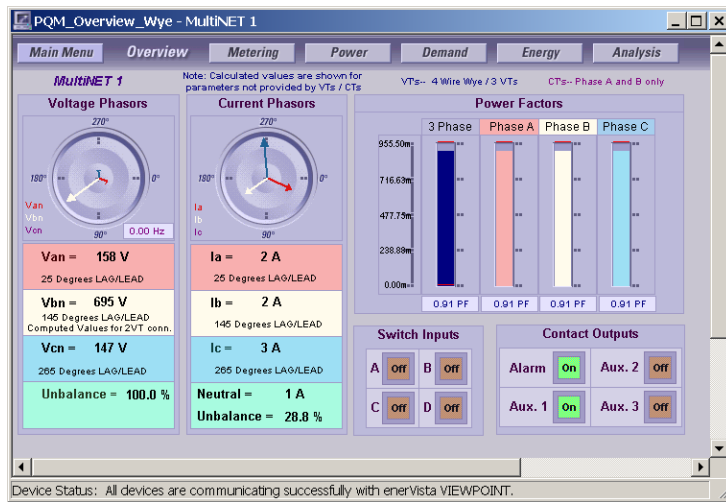 PQM_Overview_Wye - MultiNET 1
Main Menu Overview Metering Power Demand Energy Analysis
MultiNET 1
Note: Calculated values are shown for
parameters not provided by VTs / CTs
VT's-- 4 Wire Wye / 3 VTs
CT's-- Phase A and B only
Voltage Phasors
270°
180°
0°
90°
Van
Vbn
Vcn
0.00 Hz
Van = 158 V
25 Degrees LAG/LEAD
Vbn = 695 V
145 Degrees LAG/LEAD
Computed Values for 2VT conn.
Vcn = 147 V
265 Degrees LAG/LEAD
Unbalance = 100.0 %
Current Phasors
270°
180°
0°
90°
Ia
Ib
Ic
Ia = 2 A
25 Degrees LAG/LEAD
Ib = 2 A
145 Degrees LAG/LEAD
Ic = 3 A
265 Degrees LAG/LEAD
Neutral = 1 A
Unbalance = 28.8 %
Power Factors
3 Phase Phase A Phase B Phase C
955.50m
716.63m
477.75m
238.88m
0.00m
0.91 PF 0.91 PF 0.91 PF 0.91 PF
Switch Inputs
A Off B Off
C Off D Off
Contact Outputs
Alarm On Aux. 2 Off
Aux. 1 On Aux. 3 Off
Device Status: All devices are communicating successfully with enerVista VIEWPOINT.